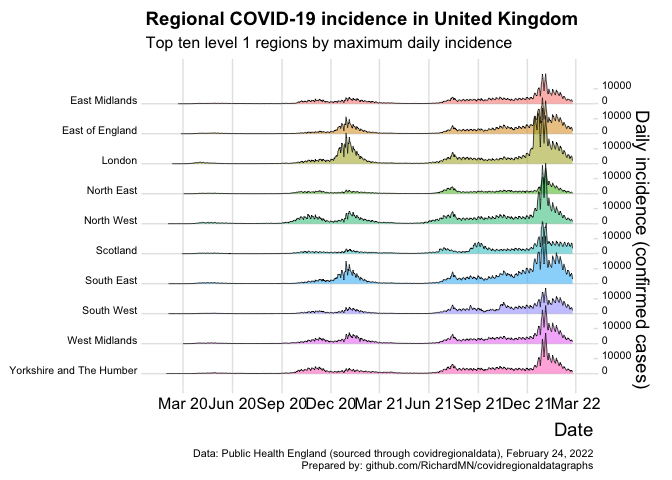 Regional COVID-19 incidence in United Kingdom
Top ten level 1 regions by maximum daily incidence
East Midlands
East of England
London
North East
North West
Scotland
South East
South West
West Midlands
Yorkshire and The Humber
10000
0
10000
0
10000
0
10000
0
10000
0
10000
0
10000
0
10000
0
10000
0
10000
0
Daily incidence (confirmed cases)
Mar 20 Jun 20 Sep 20 Dec 20 Mar 21 Jun 21 Sep 21 Dec 21 Mar 22
Date
Data: Public Health England (sourced through covidregionaldata), February 24, 2022
Prepared by: github.com/RichardMN/covidregionaldatagraphs